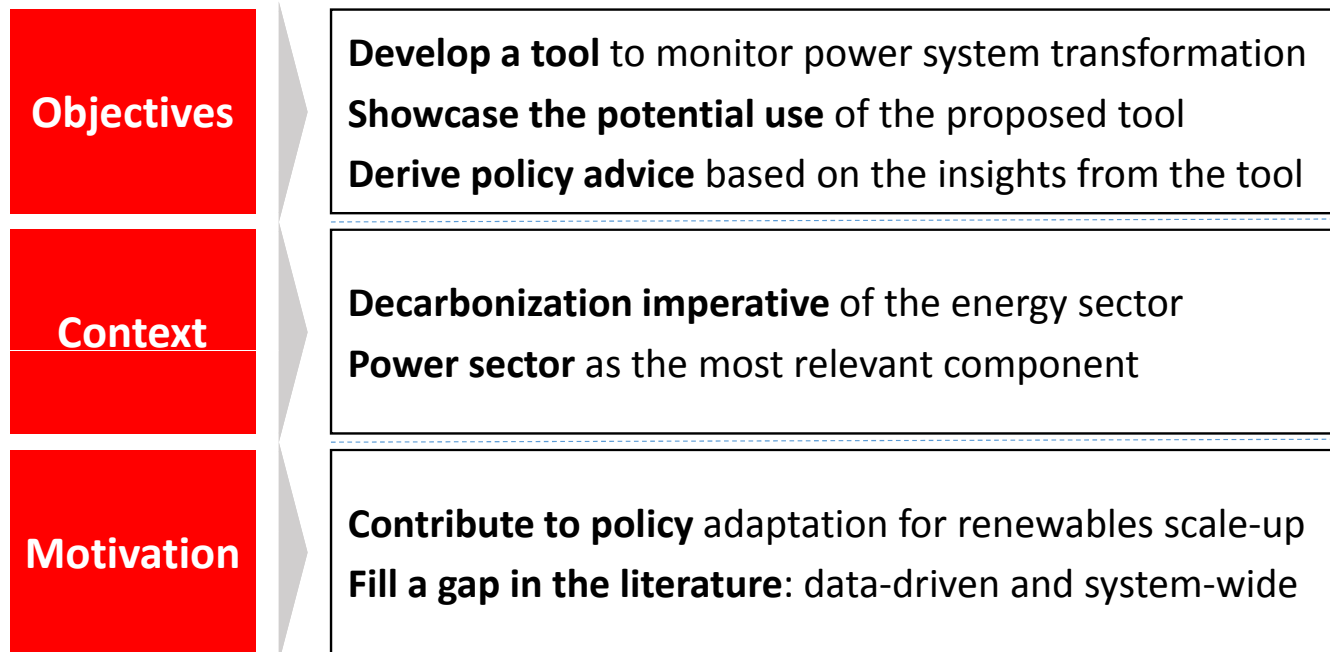 Objectives
Develop a tool to monitor power system transformation
Showcase the potential use of the proposed tool
Derive policy advice based on the insights from the tool
Context
Decarbonization imperative of the energy sector
Power sector as the most relevant component
Motivation
Contribute to policy adaptation for renewables scale-up
Fill a gap in the literature: data-driven and system-wide